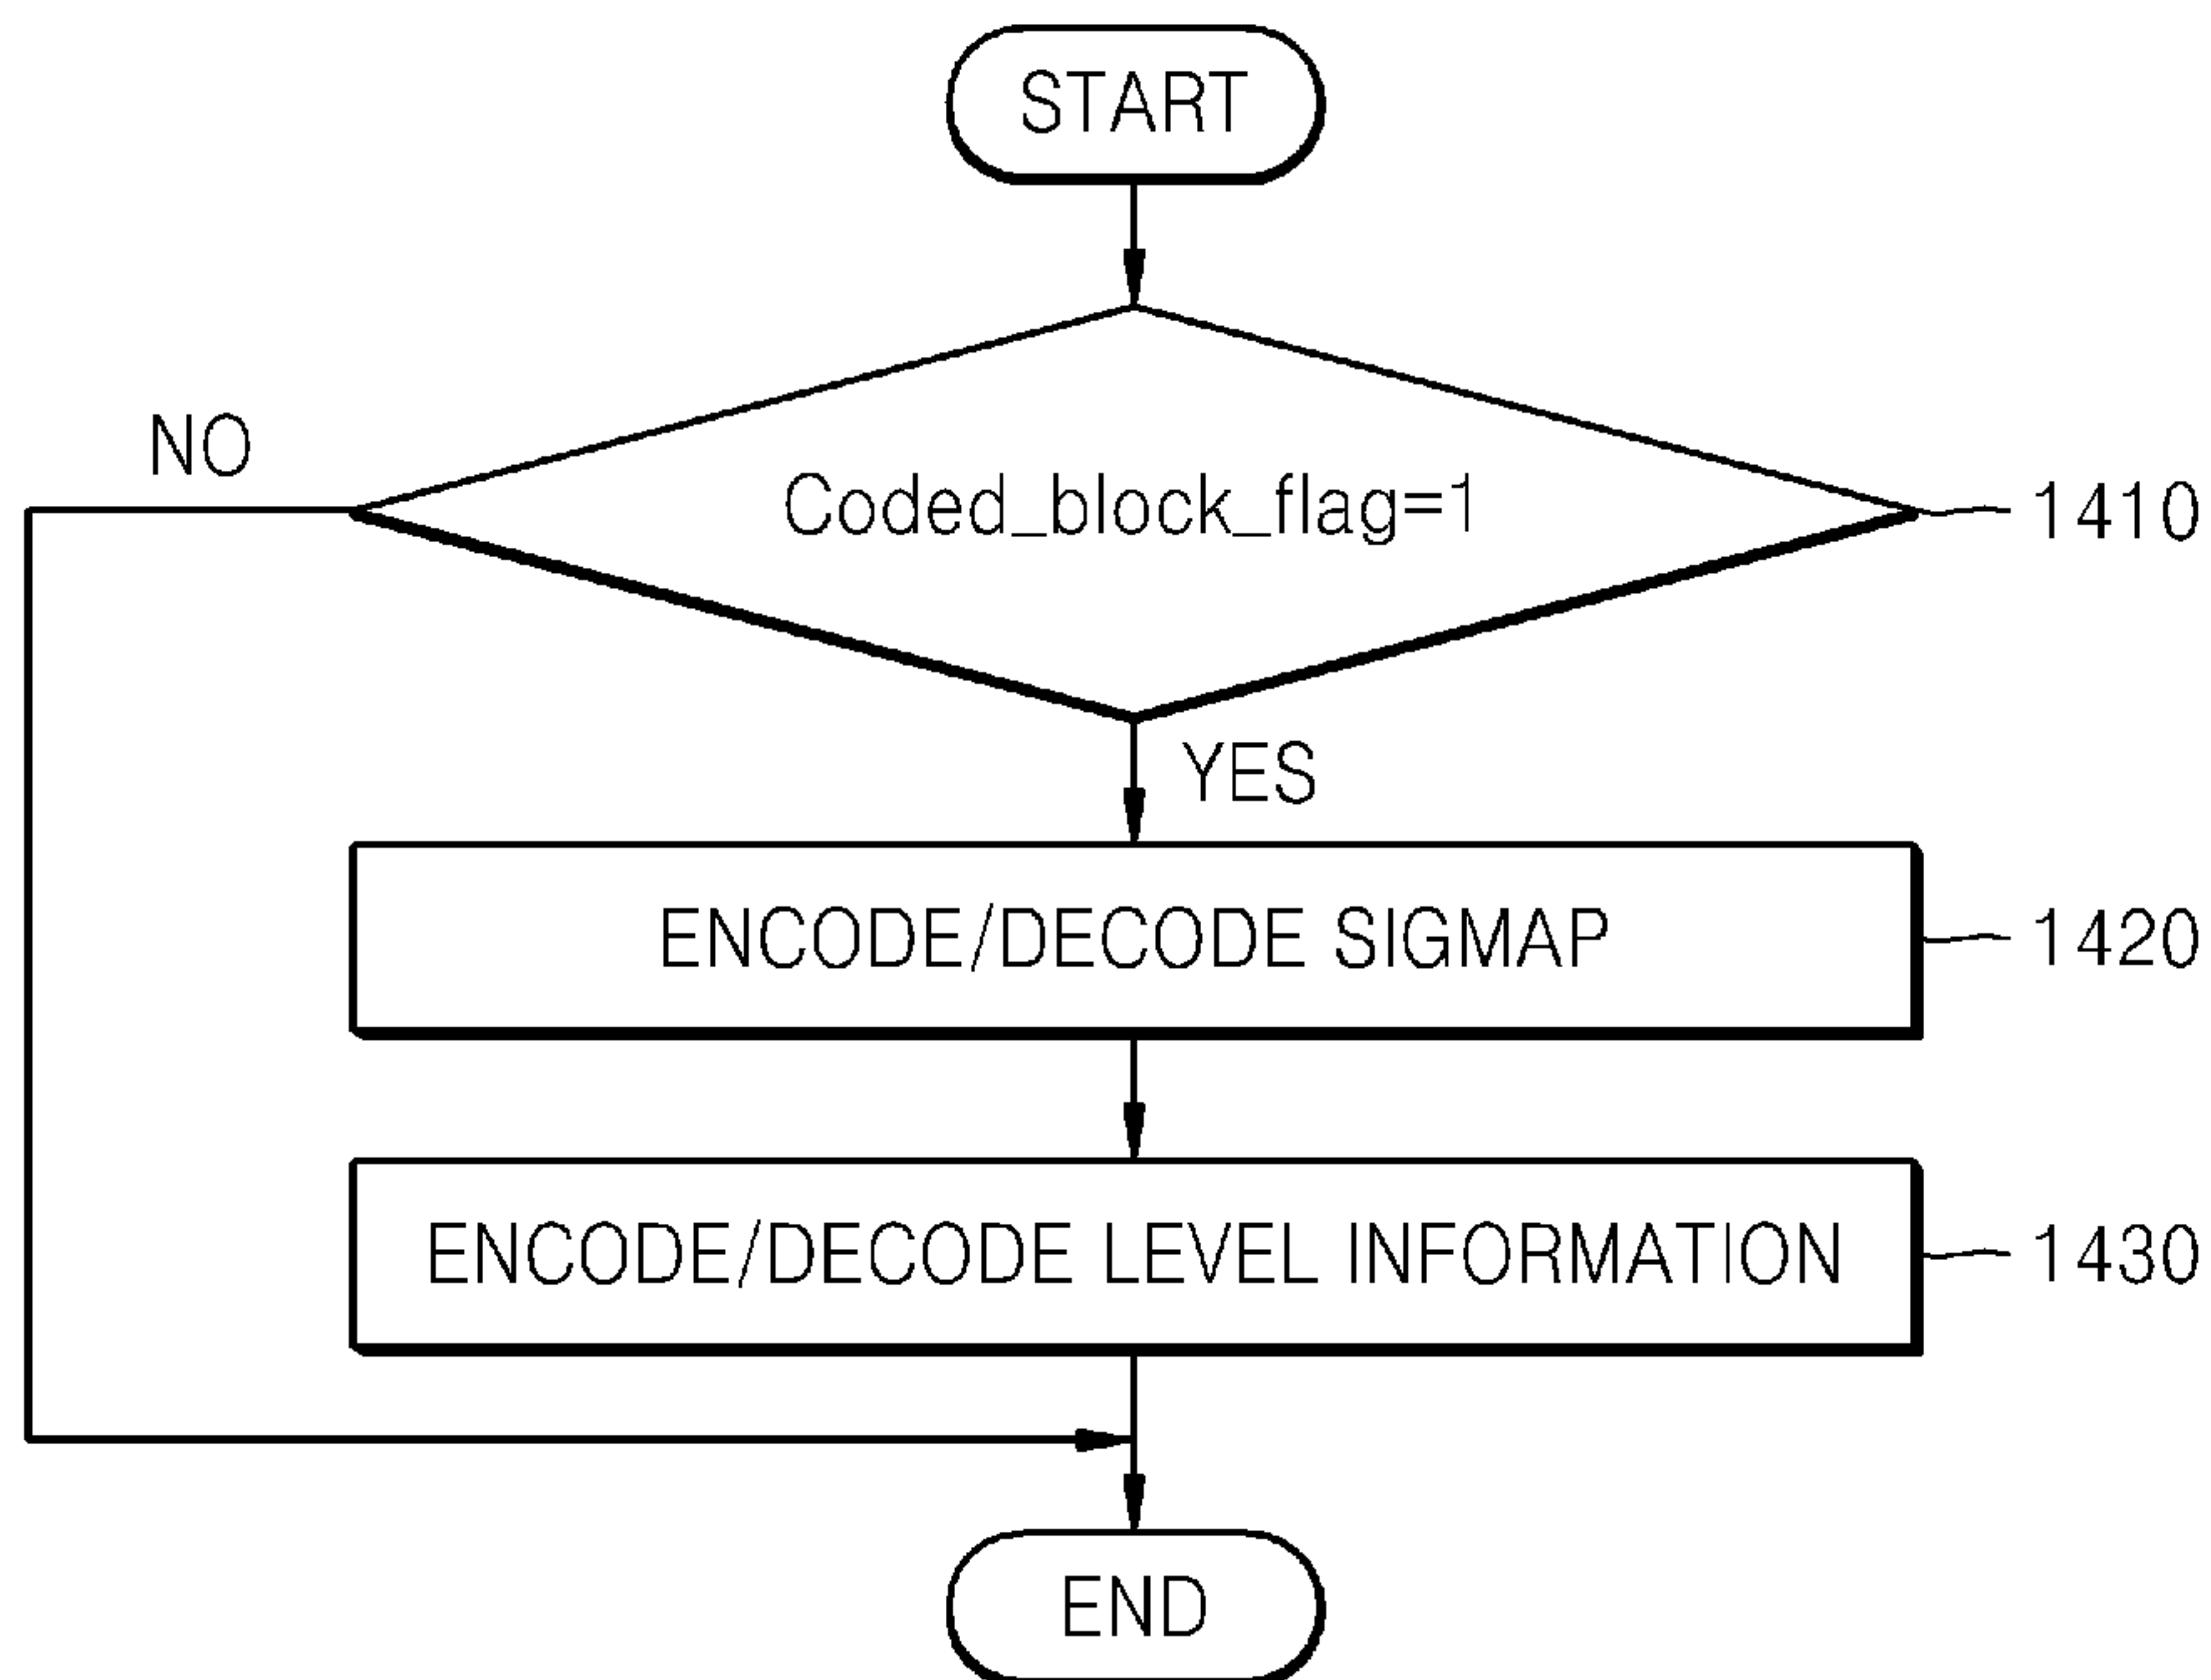 START
NO
Coded_block_flag=1
1410
YES
ENCODE/DECODE SIGMAP
1420
ENCODE/DECODE LEVEL INFORMATION
1430
END